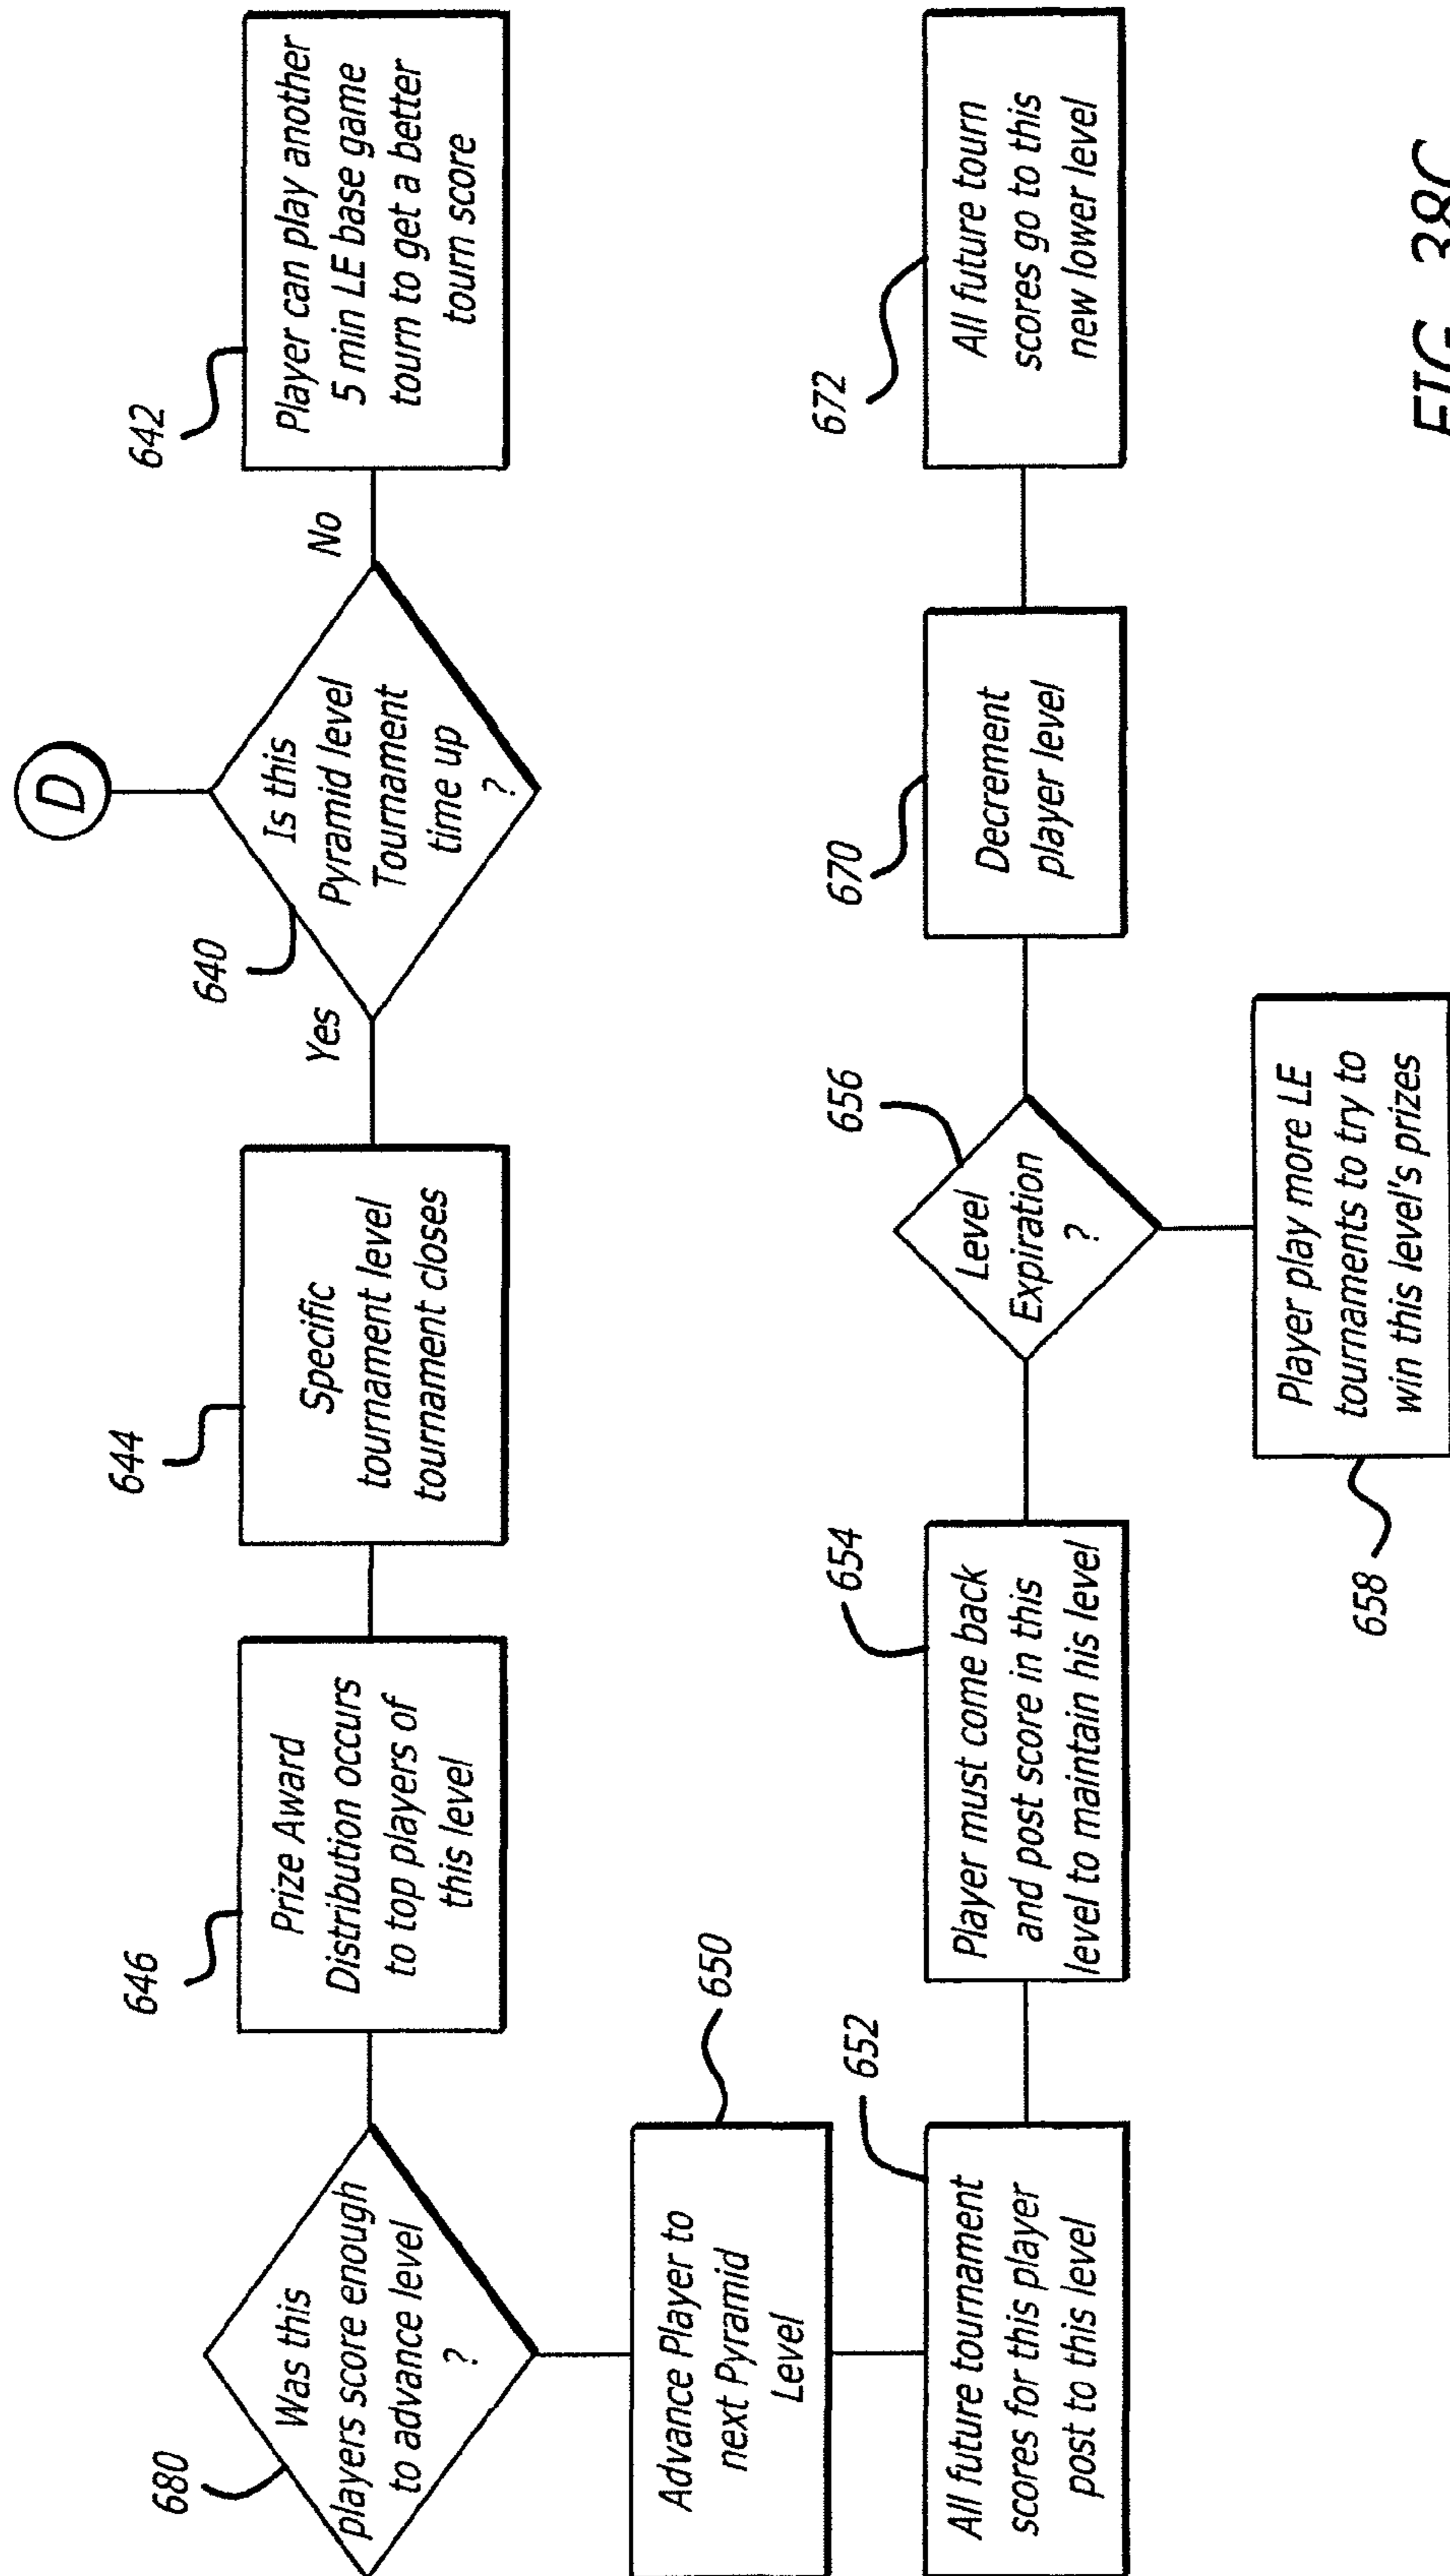 D
680
Was this
players score enough
to advance level
?
646
Prize Award
Distribution occurs
to top players of
this level
644
Specific
tournament level
tournament closes
Yes
640
Is this
Pyramid level
Tournament
time up
?
No
642
Player can play another
5 min LE base game
tourn to get a better
tourn score
650
Advance Player to
next Pyramid
Level
652
All future tournament
scores for this player
post to this level
654
Player must come back
and post score in this
level to maintain his level
656
Level
Expiration
?
670
Decrement
player level
672
All future tourn
scores go to this
new lower level
658
Player play more LE
tournaments to try to
win this level's prizes
FIG. 38C